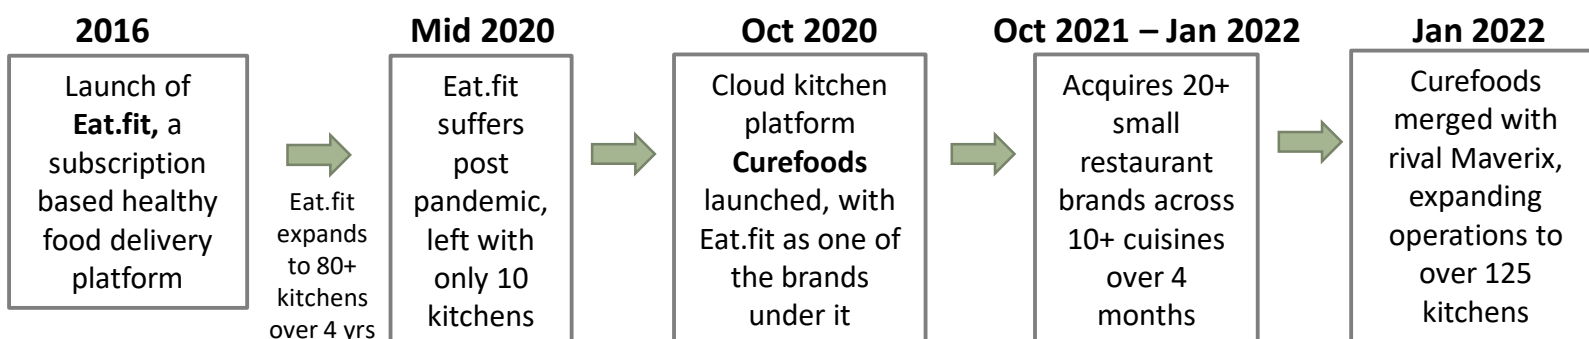 2016
Launch of
Eat.fit, a
subscription
based healthy
food delivery
platform
Eat.fit
expands
to 80+
kitchens
over 4 yrs
Mid 2020
Eat.fit
suffers
post
pandemic,
left with
only 10
kitchens
Oct 2020
Cloud kitchen
platform
Curefoods
launched, with
Eat.fit as one of
the brands
under it
Oct 2021 – Jan 2022
Acquires 20+
small
restaurant
brands across
10+ cuisines
over 4
months
Jan 2022
Curefoods
merged with
rival Maverix,
expanding
operations to
over 125
kitchens